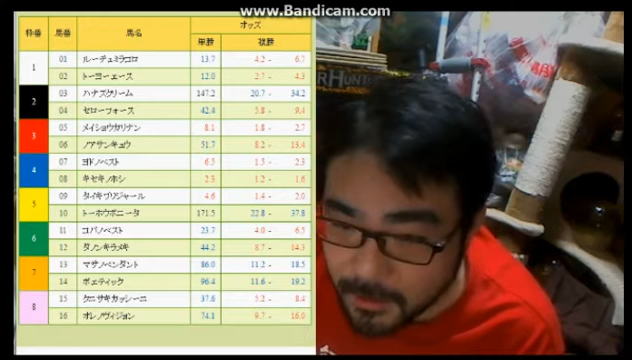 www.Bandicam.com
枠番 馬番 馬名 オッズ
単勝 複勝
1 01 ルーチェミラコロ 13.7 4.2 - 6.7
02 トーヨーエース 12.0 2.7 - 4.3
2 03 ハナズクリーム 147.2 20.7 - 34.2
04 セローフォース 42.4 5.8 - 9.4
3 05 メイショウカリナン 8.1 1.8 - 2.7
06 ノアサンキュウ 51.7 8.2 - 13.4
4 07 ヨドノベスト 6.5 1.5 - 2.3
08 キセキノホシ 2.3 1.2 - 1.6
5 09 タイキプリジャール 4.6 1.4 - 2.0
10 トーホウボニータ 171.5 22.8 - 37.8
6 11 コパノベスト 23.7 4.0 - 6.5
12 タノンキラメキ 44.2 8.7 - 14.3
7 13 マサノペンダント 86.0 11.2 - 18.5
14 ポエティック 96.4 11.6 - 19.2
8 15 クニサキカッシーニ 37.6 5.2 - 8.4
16 オレノヴィジョン 74.1 9.7 - 16.0